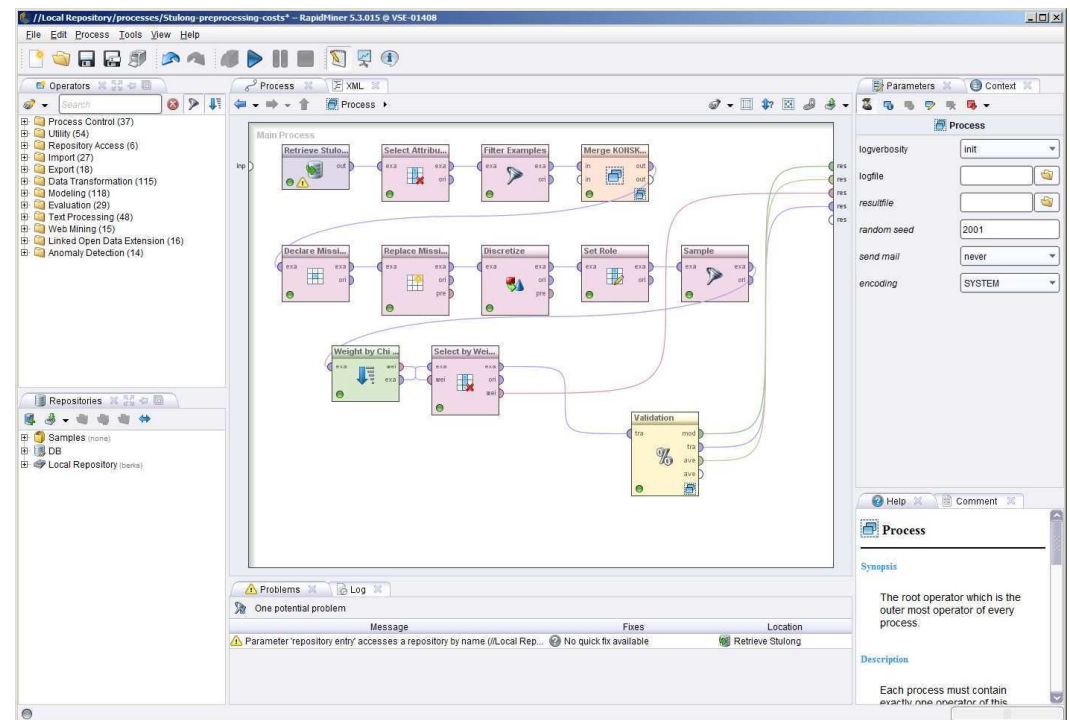 //Local Repository/processes/Stulong-preprocessing-costs* – RapidMiner 5.3.015 @ VSE-01408
File Edit Process Tools View Help
Operators
Search
Process Control (37)
Utility (54)
Repository Access (6)
Import (27)
Export (18)
Data Transformation (115)
Modeling (118)
Evaluation (29)
Text Processing (48)
Web Mining (15)
Linked Open Data Extension (16)
Anomaly Detection (14)
Repositories
Samples (none)
DB
Local Repository (berka)
Process XML
Process
Main Process
inp
Retrieve Stulo...
out
Select Attribu...
exa exa
ori
Filter Examples
exa exa
ori
Merge KONSK...
in out
in out
res
res
res
res
res
Declare Missi...
exa exa
ori
Replace Missi...
exa exa
ori
pre
Discretize
exa exa
ori
pre
Set Role
exa exa
ori
Sample
exa exa
ori
Weight by Chi ...
exa wei
exa
Select by Wei...
exa exa
wei ori
wei
Validation
tra mod
tra
ave
ave
Problems Log
One potential problem
Message Fixes Location
Parameter 'repository entry' accesses a repository by name (//Local Rep... No quick fix available Retrieve Stulong
Parameters Context
Process
logverbosity init
logfile
resultfile
random seed 2001
send mail never
encoding SYSTEM
Help Comment
Process
Synopsis
The root operator which is the
outer most operator of every
process.
Description
Each process must contain
exactly one operator of this